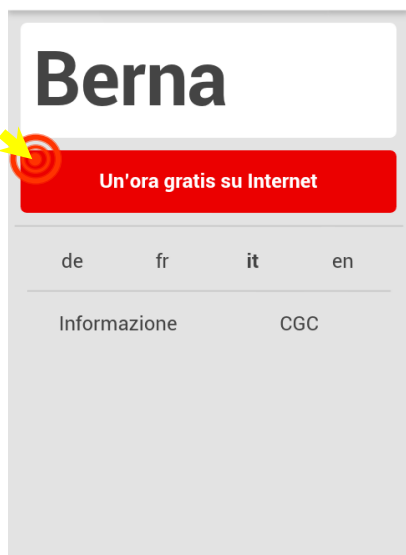 Berna
Un'ora gratis su Internet
de fr it en
Informazione CGC